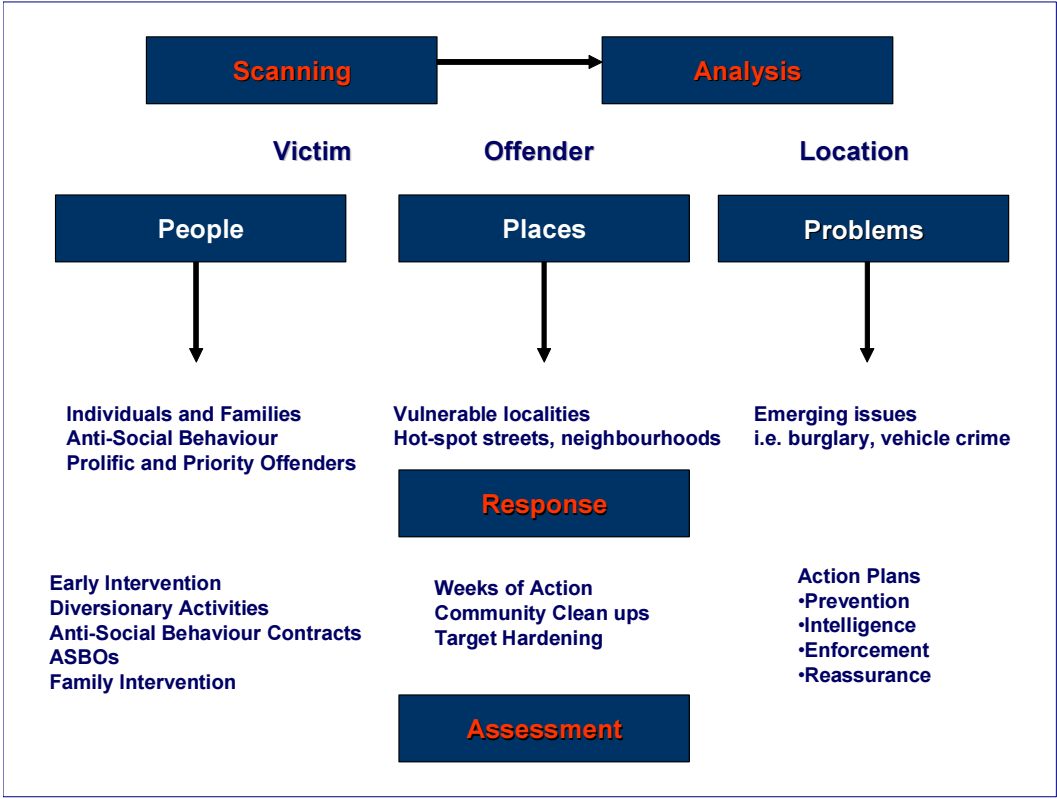 Scanning
Analysis
Victim
Offender
Location
People
Places
Problems
Individuals and Families
Anti-Social Behaviour
Prolific and Priority Offenders
Vulnerable localities
Hot-spot streets, neighbourhoods
Emerging issues
i.e. burglary, vehicle crime
Response
Early Intervention
Diversionary Activities
Anti-Social Behaviour Contracts
ASBOs
Family Intervention
Weeks of Action
Community Clean ups
Target Hardening
Action Plans
•Prevention
•Intelligence
•Enforcement
•Reassurance
Assessment